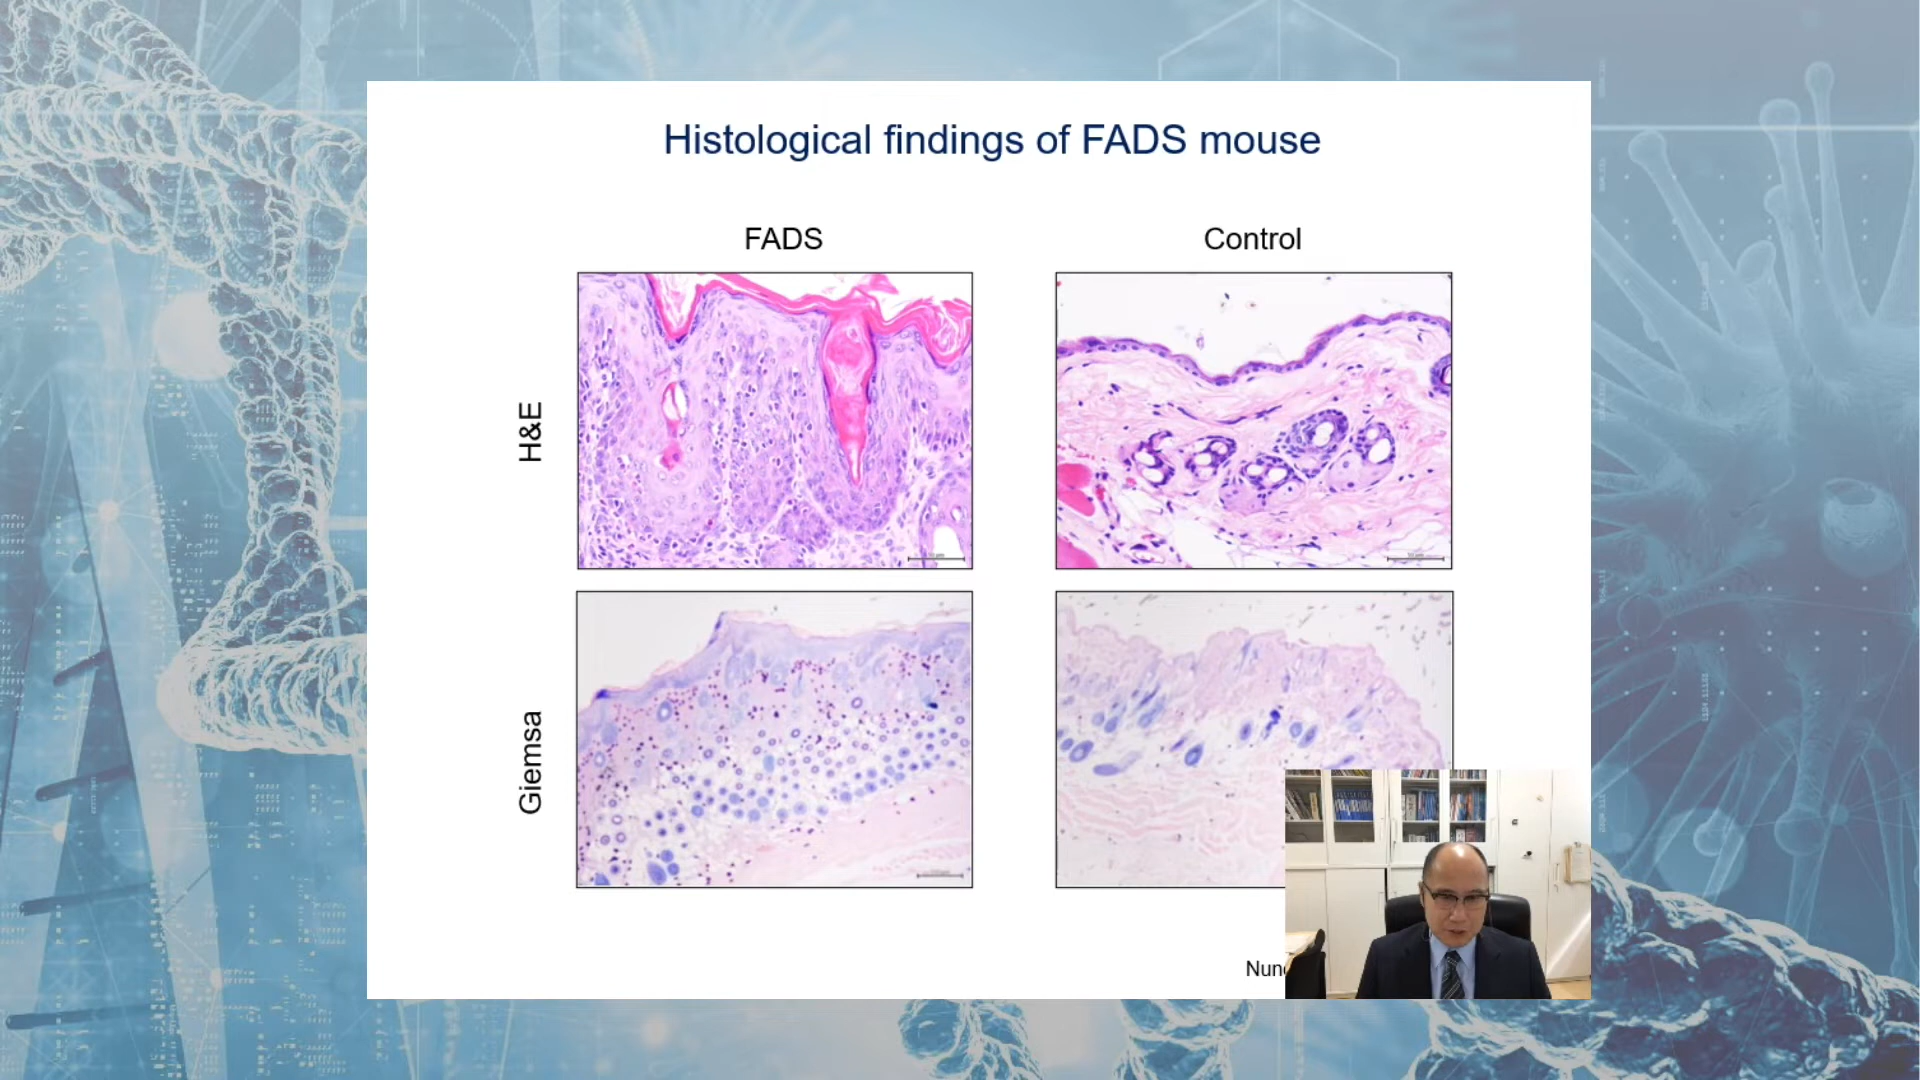 Histological findings of FADS mouse
FADS
Control
H&E
Giemsa